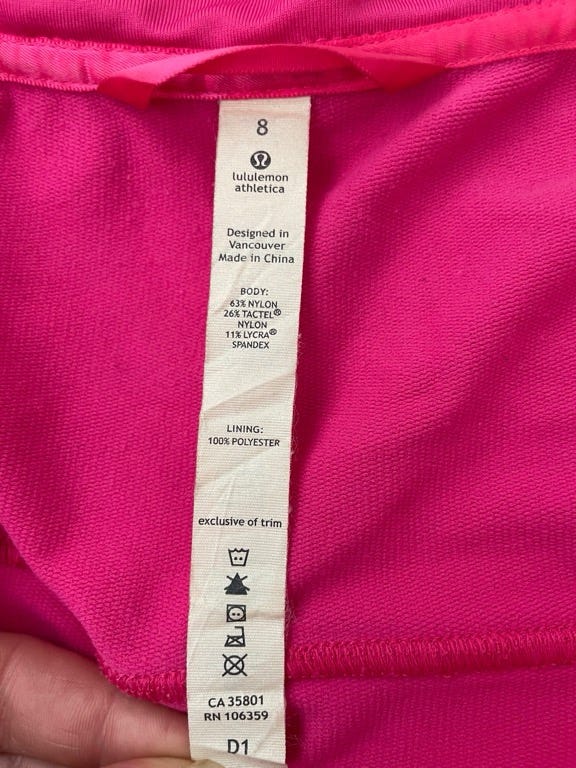 8
lululemon
athletica
Designed in
Vancouver
Made in China
BODY:
63% NYLON
26% TACTEL®
NYLON
11% LYCRA®
SPANDEX
LINING:
100% POLYESTER
exclusive of trim
CA 35801
RN 106359
D1